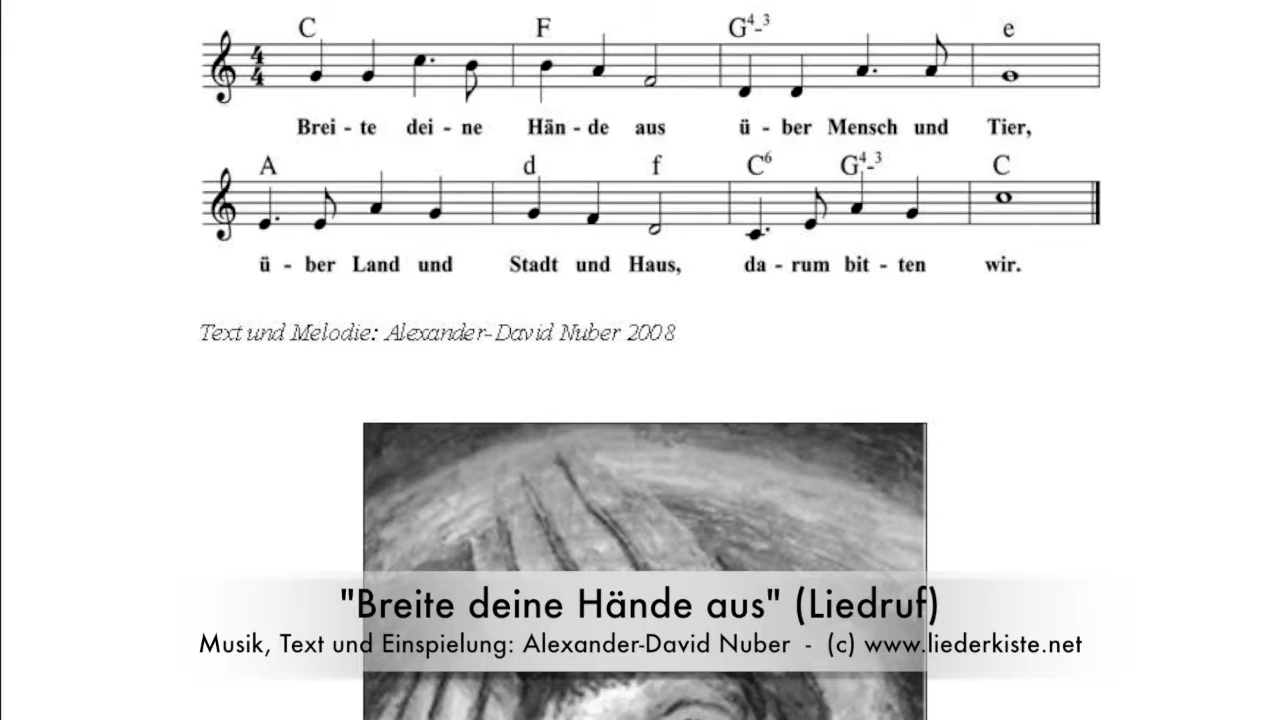 C F G4-3 e
4
4
Brei - te dei - ne Hän - de aus ü - ber Mensch und Tier,
A d f C6 G4-3 C
ü - ber Land und Stadt und Haus, da - rum bit - ten wir.
Text und Melodie: Alexander-David Nuber 2008
"Breite deine Hände aus" (Liedruf)
Musik, Text und Einspielung: Alexander-David Nuber - (c) www.liederkiste.net